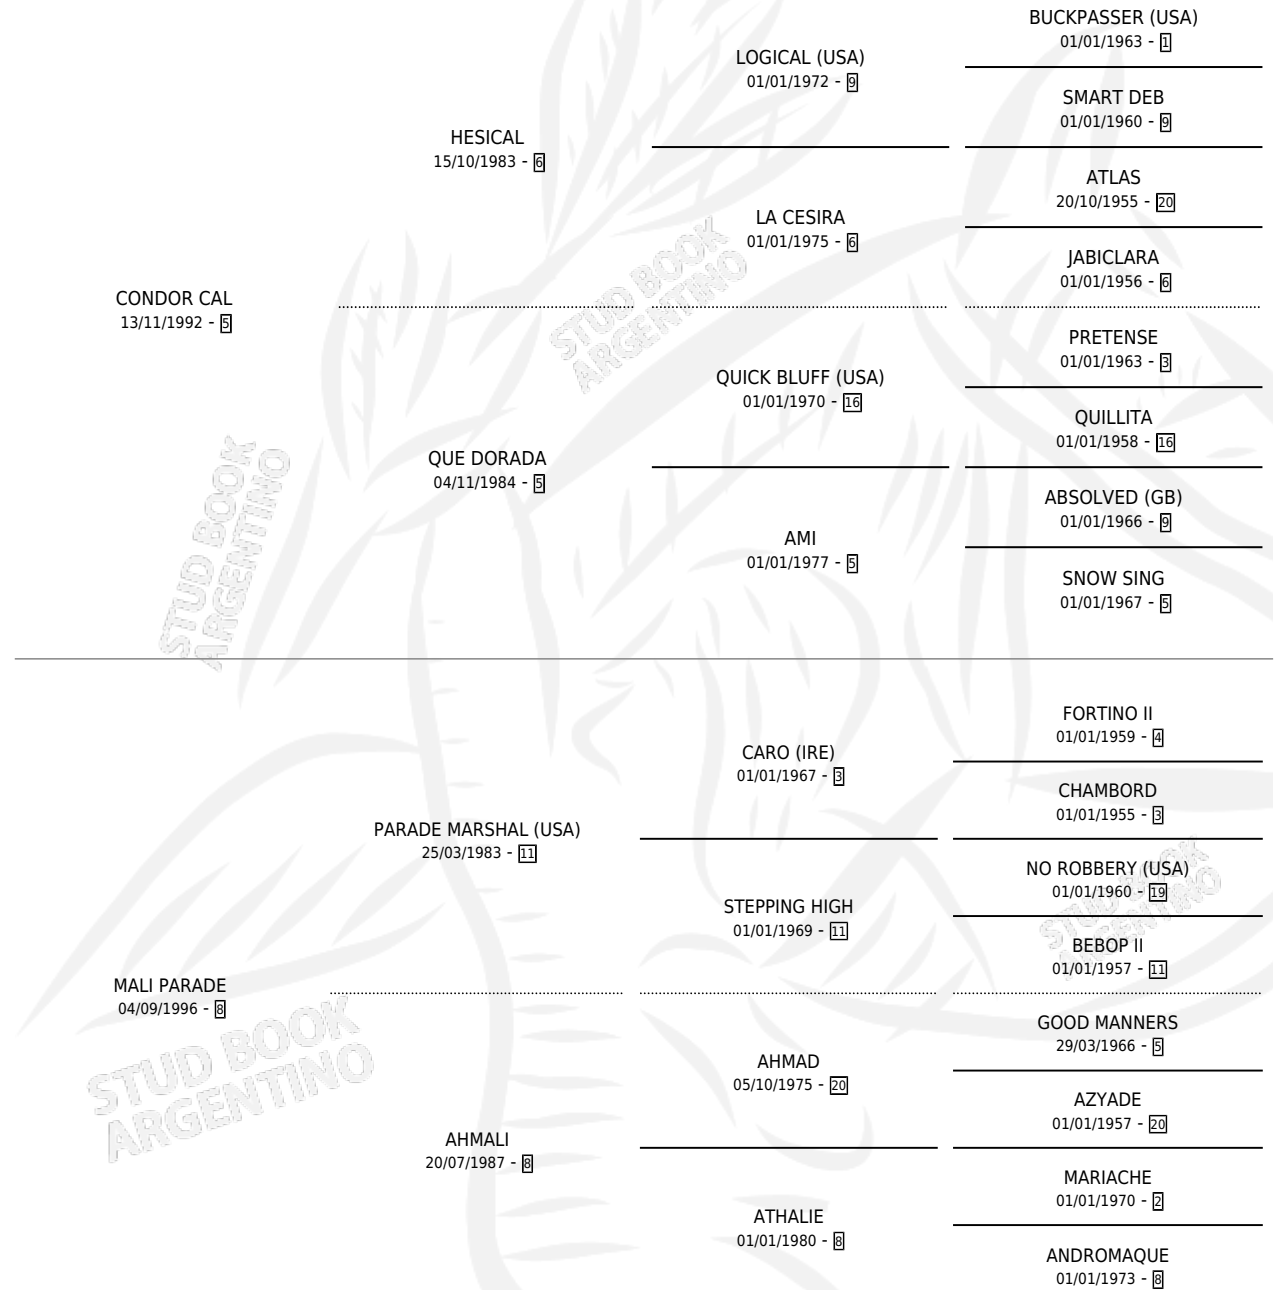 BUCKPASSER (USA)
01/01/1963 - 1
LOGICAL (USA)
01/01/1972 - 9
SMART DEB
01/01/1960 - 9
HESICAL
15/10/1983 - 6
ATLAS
20/10/1955 - 20
LA CESIRA
01/01/1975 - 6
JABICLARA
01/01/1956 - 6
CONDOR CAL
13/11/1992 - 5
STUD BOOK
ARGENTINO
PRETENSE
01/01/1963 - 3
QUICK BLUFF (USA)
01/01/1970 - 16
QUILLITA
01/01/1958 - 16
QUE DORADA
04/11/1984 - 5
ABSOLVED (GB)
01/01/1966 - 9
AMI
01/01/1977 - 5
SNOW SING
01/01/1967 - 5
STUD BOOK
ARGENTINO
FORTINO II
01/01/1959 - 4
CARO (IRE)
01/01/1967 - 3
CHAMBORD
01/01/1955 - 3
PARADE MARSHAL (USA)
25/03/1983 - 11
NO ROBBERY (USA)
01/01/1960 - 19
STEPPING HIGH
01/01/1969 - 11
STUD BOOK
ARGENTINO
BEBOP II
01/01/1957 - 11
MALI PARADE
04/09/1996 - 8
GOOD MANNERS
29/03/1966 - 5
AHMAD
05/10/1975 - 20
AZYADE
01/01/1957 - 20
STUD BOOK
ARGENTINO
AHMALI
20/07/1987 - 8
MARIACHE
01/01/1970 - 2
ATHALIE
01/01/1980 - 8
ANDROMAQUE
01/01/1973 - 8